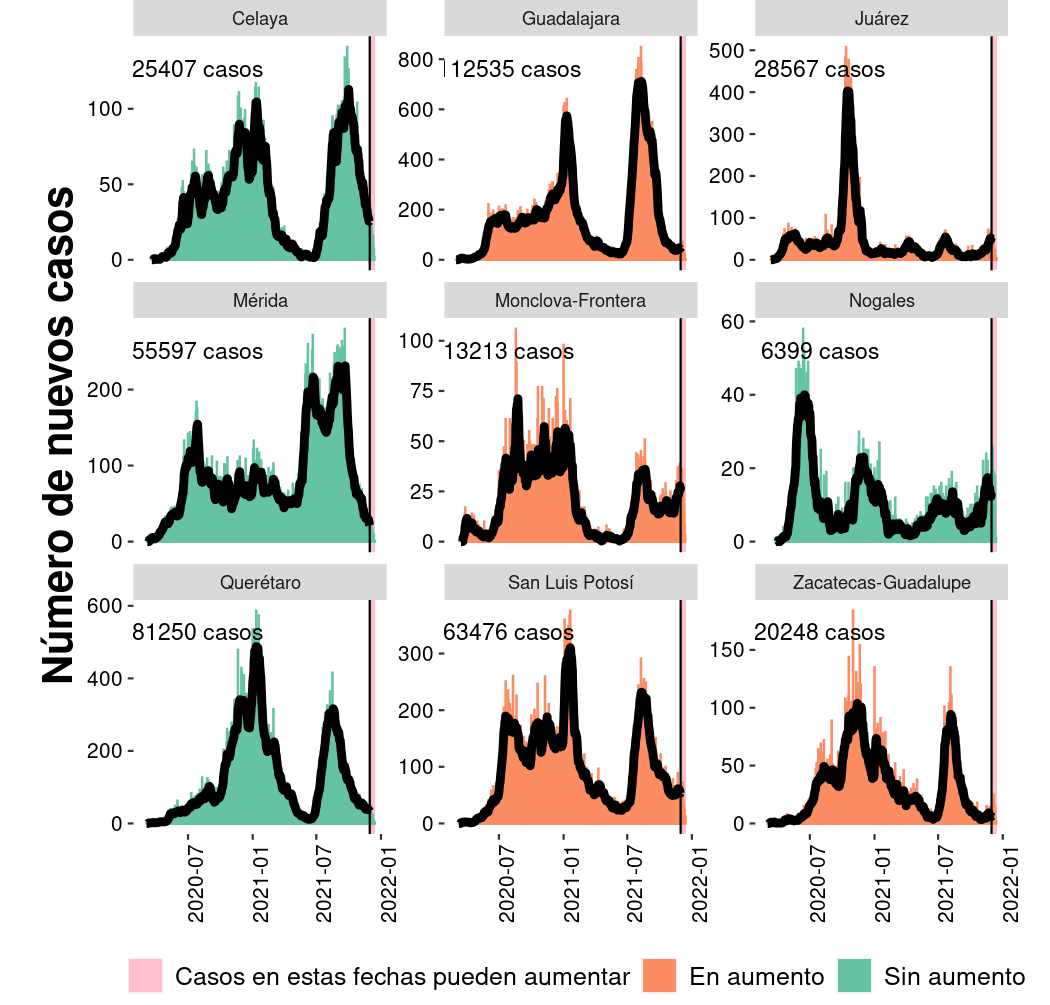 Número de nuevos casos
Celaya
Guadalajara
Juárez
25407 casos
112535 casos
28567 casos
100
50
0
800
600
400
200
0
500
400
300
200
100
0
Mérida
Monclova-Frontera
Nogales
55597 casos
13213 casos
6399 casos
200
100
0
100
75
50
25
0
60
40
20
0
Querétaro
San Luis Potosí
Zacatecas-Guadalupe
81250 casos
63476 casos
20248 casos
600
400
200
0
300
200
100
0
150
100
50
0
2020-07
2021-01
2021-07
2022-01
2020-07
2021-01
2021-07
2022-01
2020-07
2021-01
2021-07
2022-01
Casos en estas fechas pueden aumentar
En aumento
Sin aumento